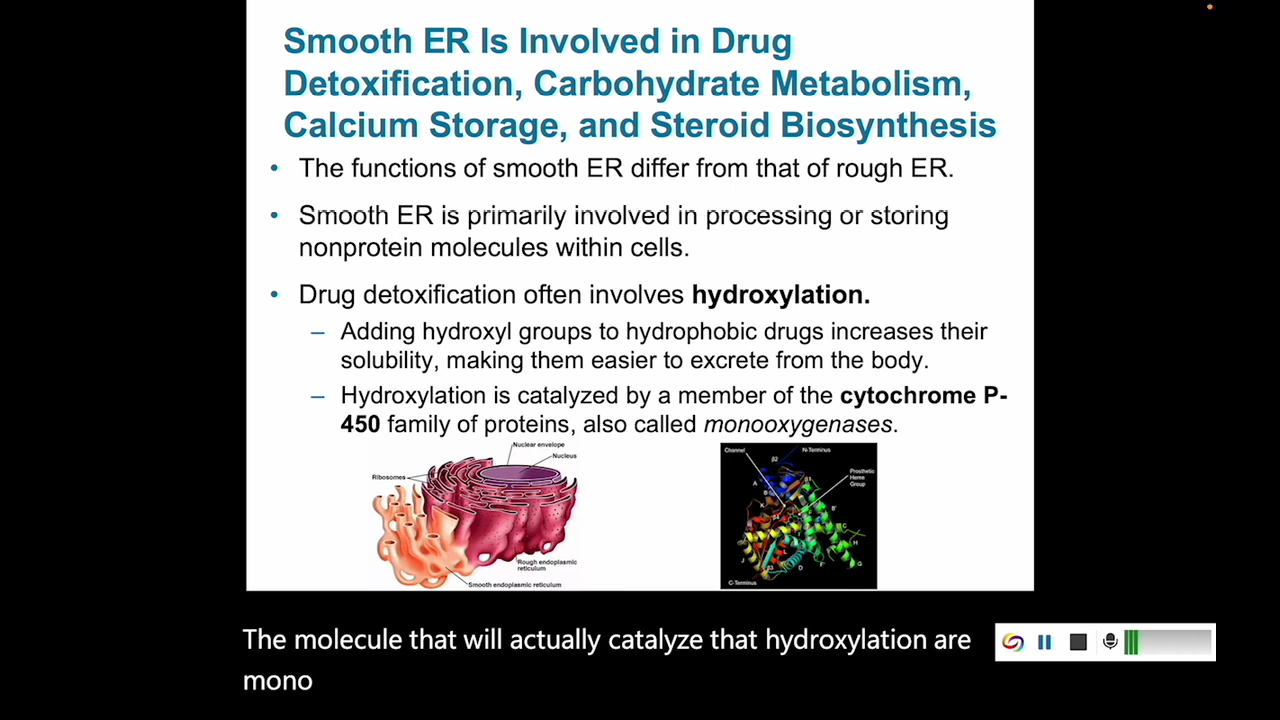 Smooth ER Is Involved in Drug
Detoxification, Carbohydrate Metabolism,
Calcium Storage, and Steroid Biosynthesis
• The functions of smooth ER differ from that of rough ER.
• Smooth ER is primarily involved in processing or storing
nonprotein molecules within cells.
• Drug detoxification often involves hydroxylation.
– Adding hydroxyl groups to hydrophobic drugs increases their
solubility, making them easier to excrete from the body.
– Hydroxylation is catalyzed by a member of the cytochrome P-
450 family of proteins, also called monooxygenases.
Nuclear envelope
Nucleus
Ribosomes
Rough endoplasmic
reticulum
Smooth endoplasmic reticulum
Channel
N-Terminus
β2
Prosthetic
Heme
Group
A
β1
B
B'
K
β4
C
H
J
L
β3
D
F
G
C-Terminus
The molecule that will actually catalyze that hydroxylation are
mono